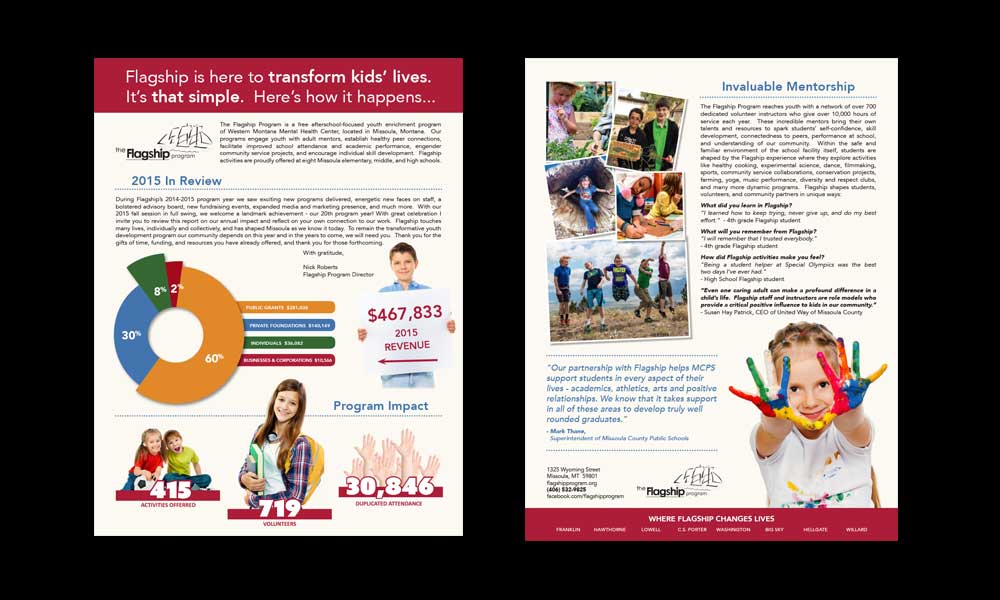 Flagship is here to transform kids' lives.
It's that simple. Here's how it happens...
the Flagship program
The Flagship Program is a free afterschool-focused youth enrichment program
of Western Montana Mental Health Center, located in Missoula, Montana. Our
programs engage youth with adult mentors, establish healthy peer connections,
facilitate improved school attendance and academic performance, engender
community service projects, and encourage individual skill development. Flagship
activities are proudly offered at eight Missoula elementary, middle, and high schools.
2015 In Review
During Flagship's 2014-2015 program year we saw exciting new programs delivered, energetic new faces on staff, a
bolstered advisory board, new fundraising events, expanded media and marketing presence, and much more. With our
2015 fall session in full swing, we welcome a landmark achievement - our 20th program year! With great celebration I
invite you to review this report on our annual impact and reflect on your own connection to our work. Flagship touches
many lives, individually and collectively, and has shaped Missoula as we know it today. To remain the transformative youth
development program our community depends on this year and in the years to come, we will need you. Thank you for the
gifts of time, funding, and resources you have already offered, and thank you for those forthcoming.
With gratitude,
Nick Roberts
Flagship Program Director
8%
2%
30%
60%
PUBLIC GRANTS $281,036
PRIVATE FOUNDATIONS $140,149
INDIVIDUALS $36,082
BUSINESSES & CORPORATIONS $10,566
$467,833
2015
REVENUE
Program Impact
415
ACTIVITIES OFFERRED
719
VOLUNTEERS
30,846
DUPLICATED ATTENDANCE
Invaluable Mentorship
The Flagship Program reaches youth with a network of over 700
dedicated volunteer instructors who give over 10,000 hours of
service each year. These incredible mentors bring their own
talents and resources to spark students' self-confidence, skill
development, connectedness to peers, performance at school,
and understanding of our community. Within the safe and
familiar environment of the school facility itself, students are
shaped by the Flagship experience where they explore activities
like healthy cooking, experimental science, dance, filmmaking,
sports, community service collaborations, conservation projects,
farming, yoga, music performance, diversity and respect clubs,
and many more dynamic programs. Flagship shapes students,
volunteers, and community partners in unique ways:
What did you learn in Flagship?
"I learned how to keep trying, never give up, and do my best
effort." - 4th grade Flagship student
What will you remember from Flagship?
"I will remember that I trusted everybody."
- 4th grade Flagship student
How did Flagship activities make you feel?
"Being a student helper at Special Olympics was the best
two days I've ever had."
- High School Flagship student
"Even one caring adult can make a profound difference in a
child's life. Flagship staff and instructors are role models who
provide a critical positive influence to kids in our community."
- Susan Hay Patrick, CEO of United Way of Missoula County
"Our partnership with Flagship helps MCPS
support students in every aspect of their
lives - academics, athletics, arts and positive
relationships. We know that it takes support
in all of these areas to develop truly well
rounded graduates."
- Mark Thane,
Superintendent of Missoula County Public Schools
1325 Wyoming Street
Missoula, MT 59801
flagshipprogram.org
(406) 532-9825
facebook.com/flagshipprogram
the Flagship program
WHERE FLAGSHIP CHANGES LIVES
FRANKLIN HAWTHORNE LOWELL C.S. PORTER WASHINGTON BIG SKY HELLGATE WILLARD